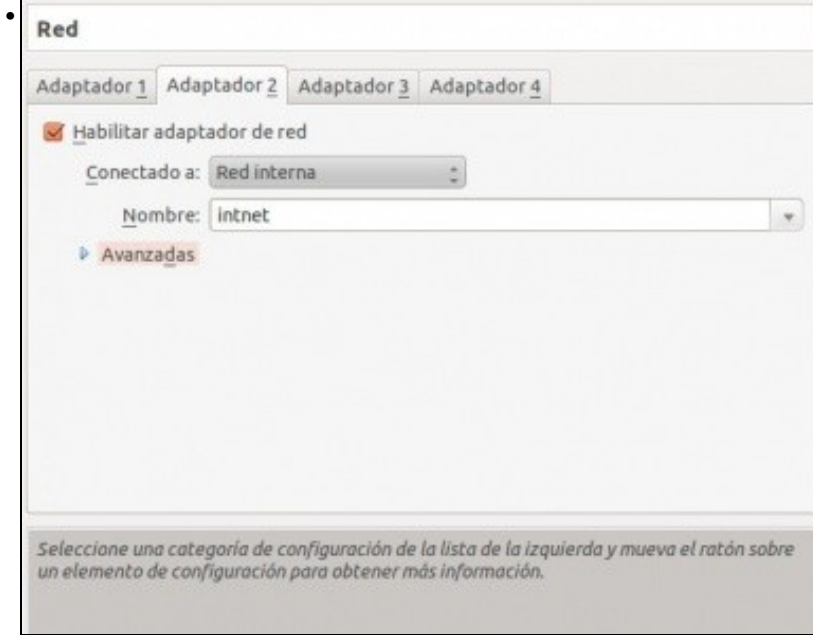 Red
Adaptador 1 Adaptador 2 Adaptador 3 Adaptador 4
Habilitar adaptador de red
Conectado a: Red interna
Nombre: intnet
Avanzadas
Seleccione una categoría de configuración de la lista de la izquierda y mueva el ratón sobre
un elemento de configuración para obtener más información.